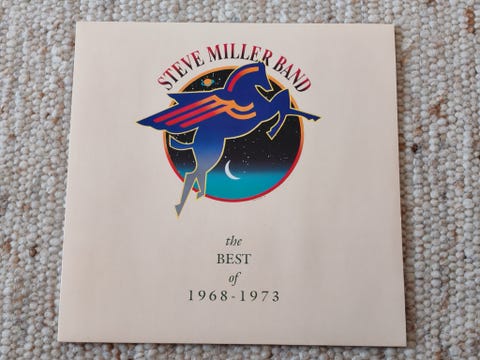 STEVE MILLER BAND
the
BEST
of
1968-1973